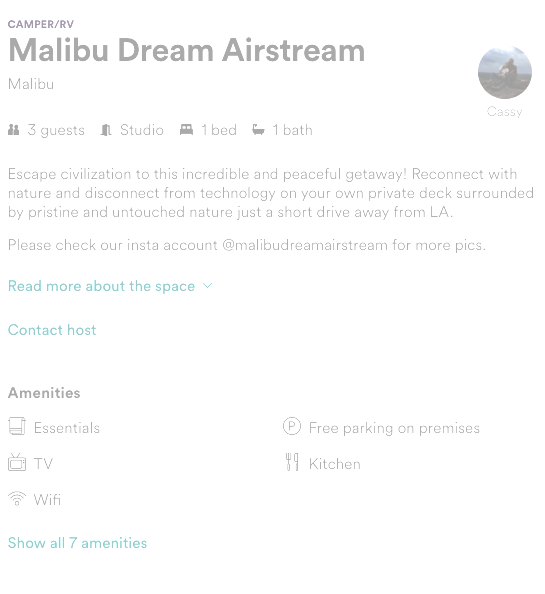 CAMPER/RV
Malibu Dream Airstream
Malibu
Cassy
3 guests Studio 1 bed 1 bath
Escape civilization to this incredible and peaceful getaway! Reconnect with
nature and disconnect from technology on your own private deck surrounded
by pristine and untouched nature just a short drive away from LA.
Please check our insta account @malibudreamairstream for more pics.
Read more about the space
Contact host
Amenities
Essentials
P Free parking on premises
TV
Kitchen
Wifi
Show all 7 amenities